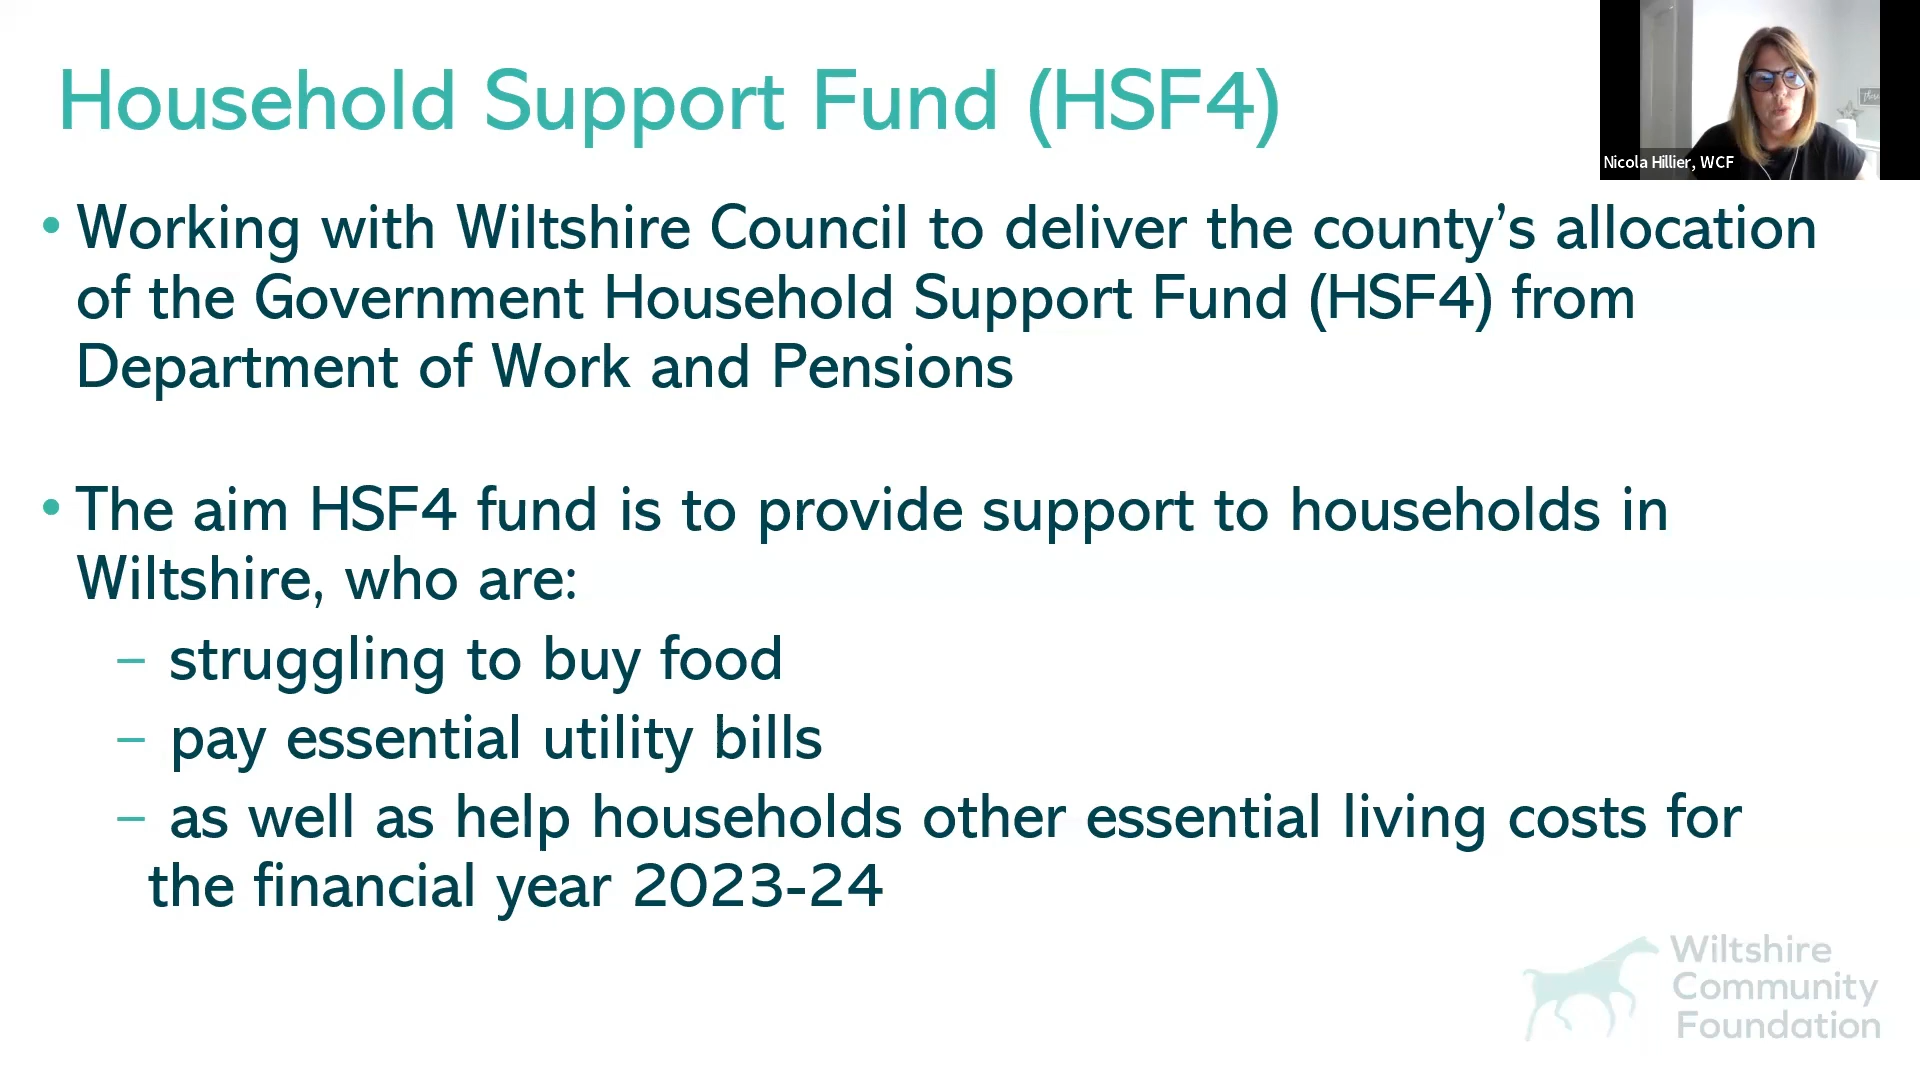 Household Support Fund (HSF4)
Nicola Hillier, WCF
• Working with Wiltshire Council to deliver the county’s allocation
of the Government Household Support Fund (HSF4) from
Department of Work and Pensions
• The aim HSF4 fund is to provide support to households in
Wiltshire, who are:
– struggling to buy food
– pay essential utility bills
– as well as help households other essential living costs for
the financial year 2023-24
Wiltshire
Community
Foundation